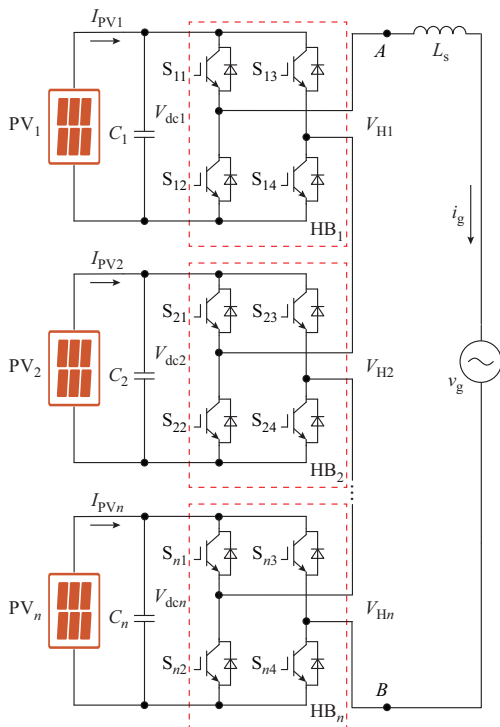 I_PV1
A
L_s
S_11
S_13
PV_1
C_1
V_dc1
V_H1
S_12
S_14
HB_1
i_g
I_PV2
S_21
S_23
PV_2
C_2
V_dc2
V_H2
v_g
S_22
S_24
HB_2
I_PVn
S_n1
S_n3
PV_n
C_n
V_dcn
V_Hn
S_n2
S_n4
B
HB_n